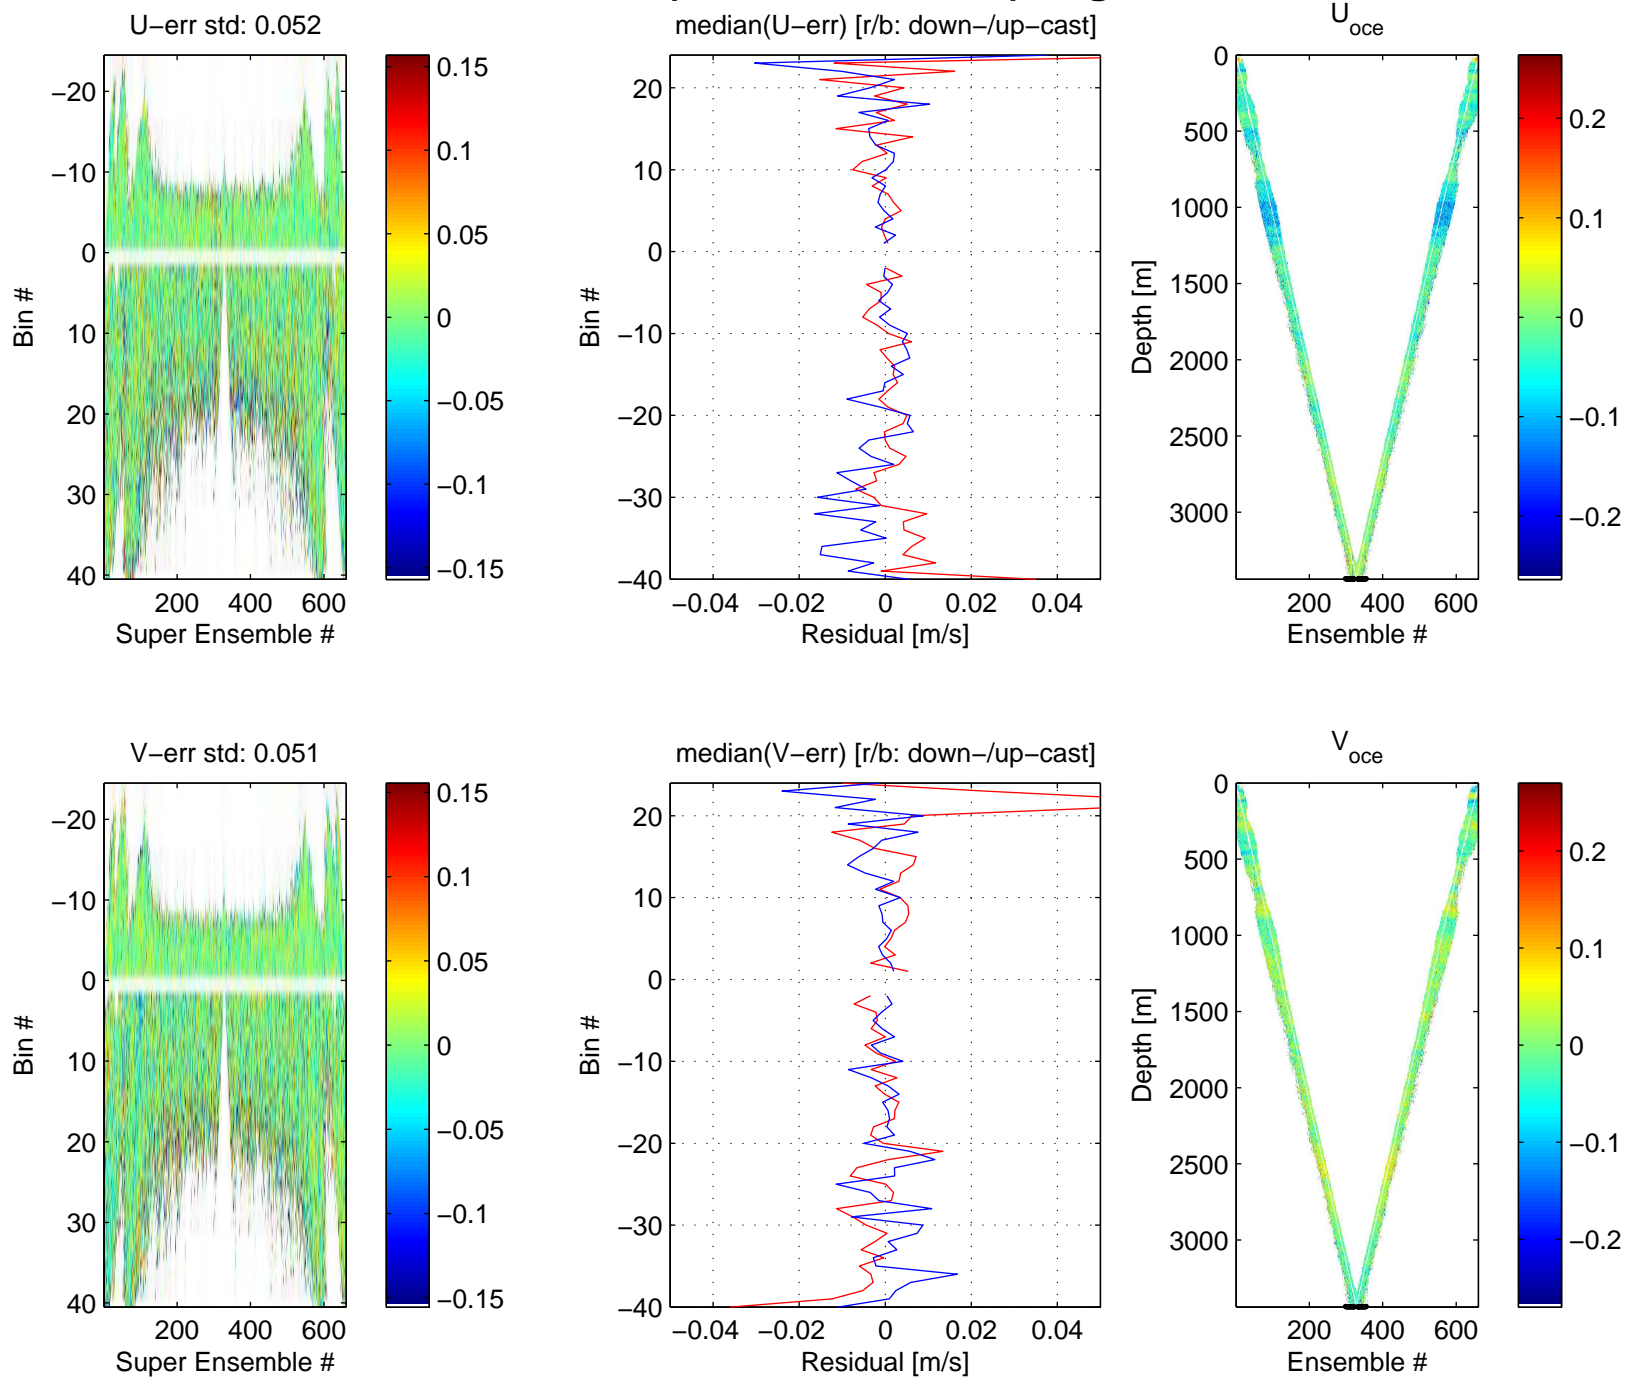 U−err std: 0.052
median(U−err) [r/b: down−/up−cast]
Uoce
−20
−10
0
10
20
30
40
Bin #
200 400 600
Super Ensemble #
0.15
0.1
0.05
0
−0.05
−0.1
−0.15
20
10
0
−10
−20
−30
−40
Bin #
−0.04 −0.02 0 0.02 0.04
Residual [m/s]
0
500
1000
1500
2000
2500
3000
Depth [m]
200 400 600
Ensemble #
0.2
0.1
0
−0.1
−0.2
V−err std: 0.051
median(V−err) [r/b: down−/up−cast]
Voce
−20
−10
0
10
20
30
40
Bin #
200 400 600
Super Ensemble #
0.15
0.1
0.05
0
−0.05
−0.1
−0.15
20
10
0
−10
−20
−30
−40
Bin #
−0.04 −0.02 0 0.02 0.04
Residual [m/s]
0
500
1000
1500
2000
2500
3000
Depth [m]
200 400 600
Ensemble #
0.2
0.1
0
−0.1
−0.2